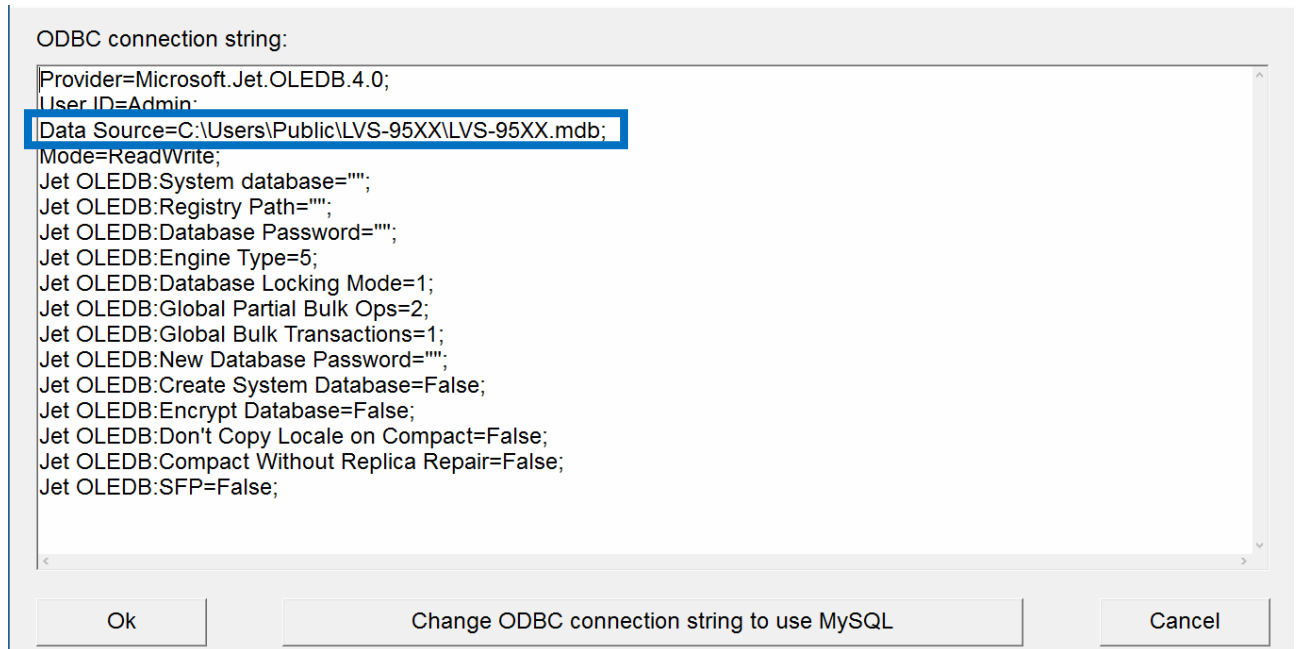 ODBC connection string:
Provider=Microsoft.Jet.OLEDB.4.0;
User ID=Admin;
Data Source=C:\Users\Public\LVS-95XX\LVS-95XX.mdb;
Mode=ReadWrite;
Jet OLEDB:System database="";
Jet OLEDB:Registry Path="";
Jet OLEDB:Database Password="";
Jet OLEDB:Engine Type=5;
Jet OLEDB:Database Locking Mode=1;
Jet OLEDB:Global Partial Bulk Ops=2;
Jet OLEDB:Global Bulk Transactions=1;
Jet OLEDB:New Database Password="";
Jet OLEDB:Create System Database=False;
Jet OLEDB:Encrypt Database=False;
Jet OLEDB:Don't Copy Locale on Compact=False;
Jet OLEDB:Compact Without Replica Repair=False;
Jet OLEDB:SFP=False;
Ok
Change ODBC connection string to use MySQL
Cancel